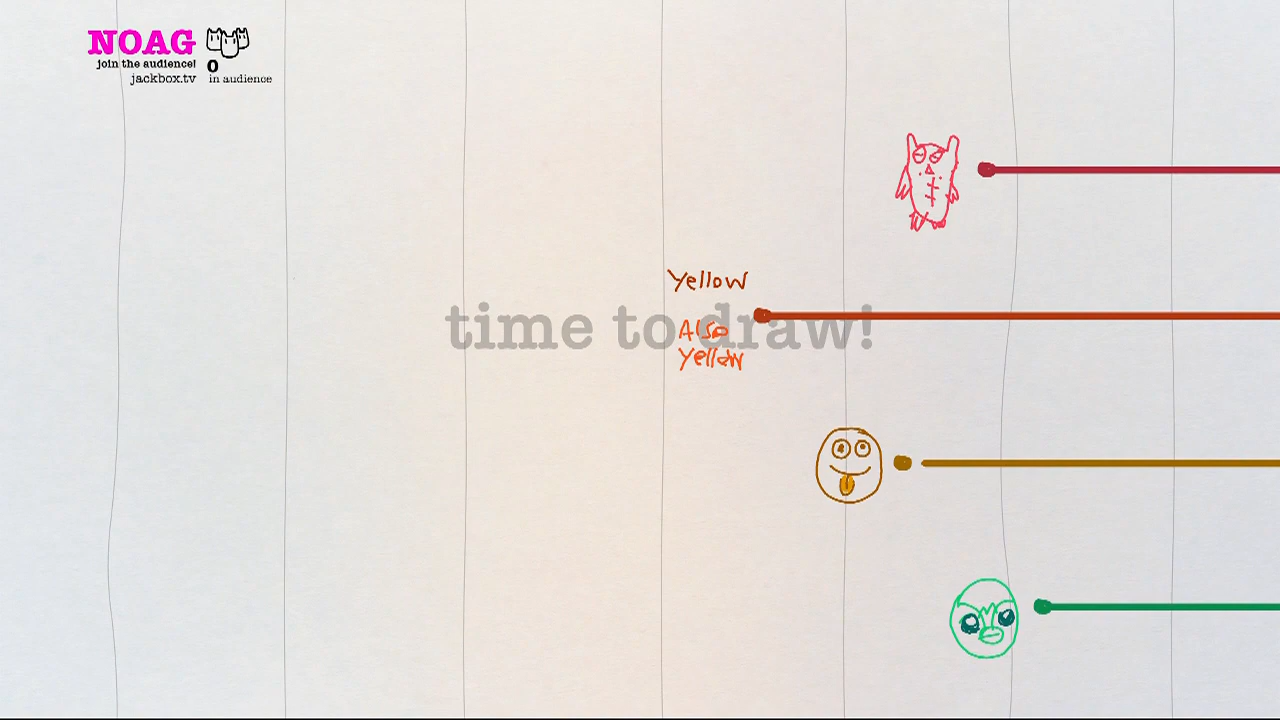 NOAG
join the audience!
jackbox.tv
0
in audience
Yellow
time to draw!
Also
Yellow